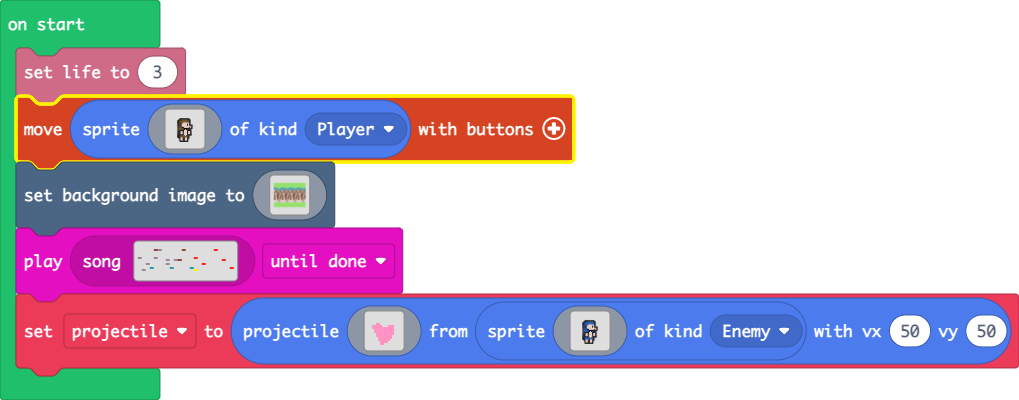 on start
set life to 3
move sprite of kind Player with buttons
set background image to
play song until done
set projectile to projectile from sprite of kind Enemy with vx 50 vy 50